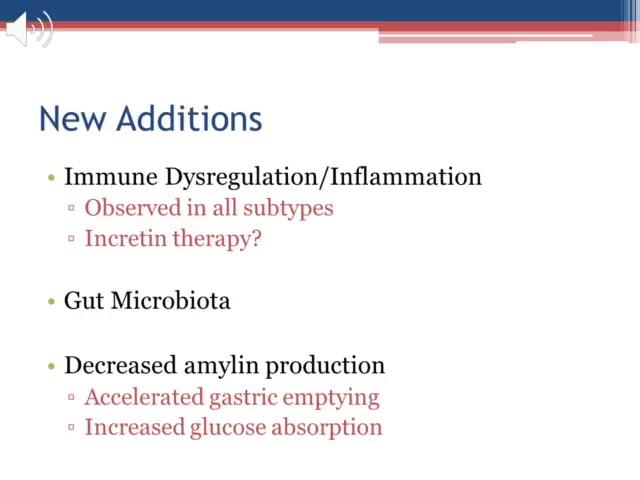 New Additions
• Immune Dysregulation/Inflammation
▫ Observed in all subtypes
▫ Incretin therapy?
• Gut Microbiota
• Decreased amylin production
▫ Accelerated gastric emptying
▫ Increased glucose absorption